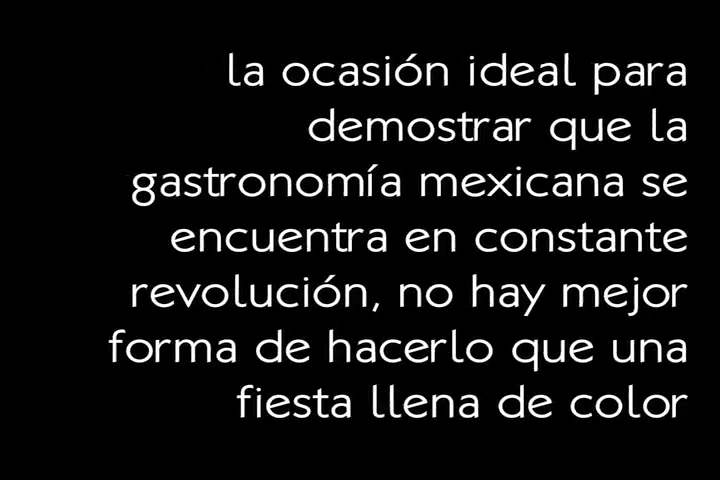 la ocasión ideal para
demostrar que la
gastronomía mexicana se
encuentra en constante
revolución, no hay mejor
forma de hacerlo que una
fiesta llena de color